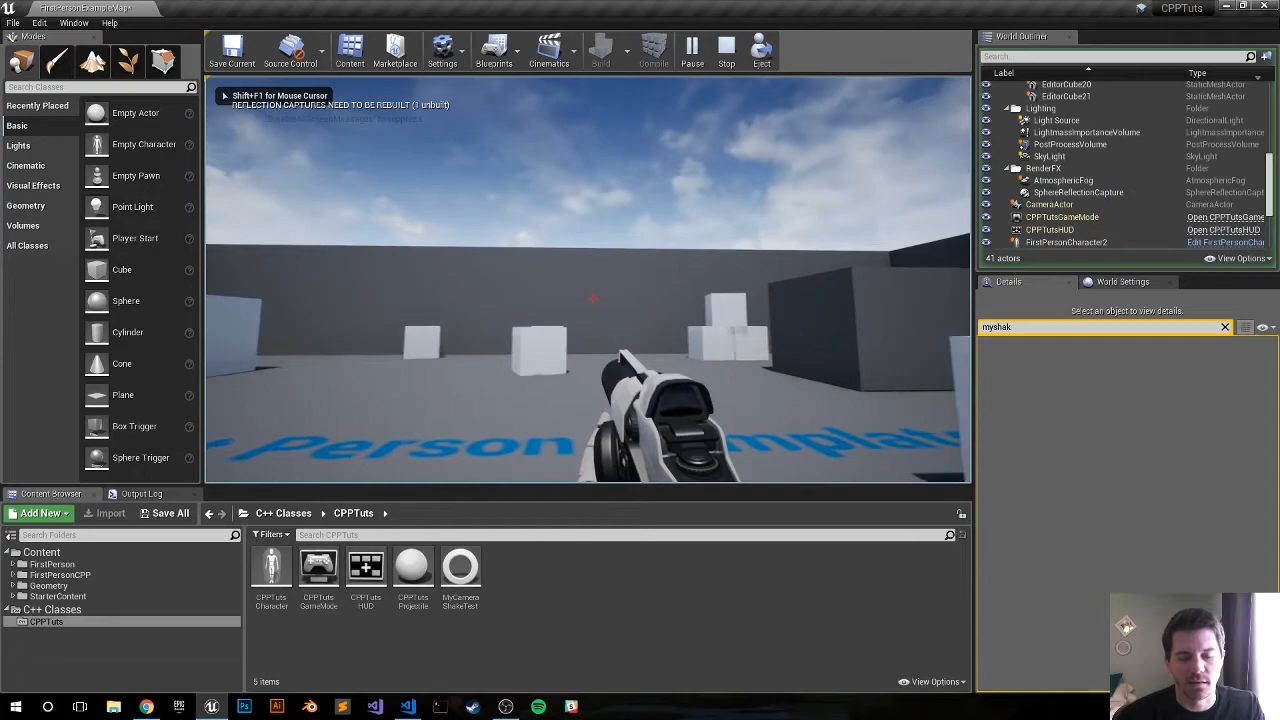 FirstPersonExampleMap*
CPPTuts
File Edit Window Help
Modes
Search Classes
Recently Placed
Basic
Lights
Cinematic
Visual Effects
Geometry
Volumes
All Classes
Empty Actor
Empty Character
Empty Pawn
Point Light
Player Start
Cube
Sphere
Cylinder
Cone
Plane
Box Trigger
Sphere Trigger
Save Current
Source Control
Content
Marketplace
Settings
Blueprints
Cinematics
Build
Compile
Pause
Stop
Eject
Shift+F1 for Mouse Cursor
REFLECTION CAPTURES NEED TO BE REBUILT (1 unbuilt)
Person
World Outliner
Search...
Label Type
EditorCube20 StaticMeshActor
EditorCube21 StaticMeshActor
Lighting Folder
Light Source DirectionalLight
LightmassImportanceVolume LightmassImportance
PostProcessVolume PostProcessVolume
SkyLight SkyLight
RenderFX Folder
AtmosphericFog AtmosphericFog
SphereReflectionCapture SphereReflectionCapt
CameraActor CameraActor
CPPTutsGameMode Open CPPTutsGame
CPPTutsHUD Open CPPTutsHUD
FirstPersonCharacter2 Edit FirstPersonChar
41 actors
View Options
Details
World Settings
Select an object to view details.
myshak
Content Browser
Output Log
Add New
Import
Save All
C++ Classes
CPPTuts
Search Folders
Filters
Search CPPTuts
Content
FirstPerson
FirstPersonCPP
Geometry
StarterContent
C++ Classes
CPPTuts
CPPTuts Character
CPPTuts GameMode
CPPTuts HUD
CPPTuts Projectile
MyCamera ShakeTest
5 items
View Options